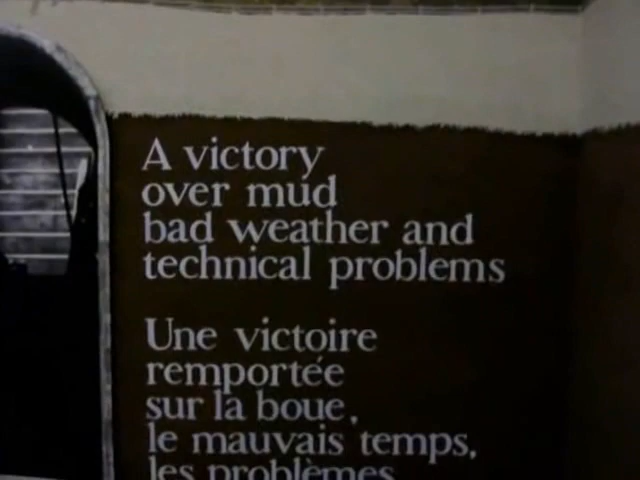 A victory
over mud
bad weather and
technical problems
Une victoire
remportée
sur la boue,
le mauvais temps,
les problèmes